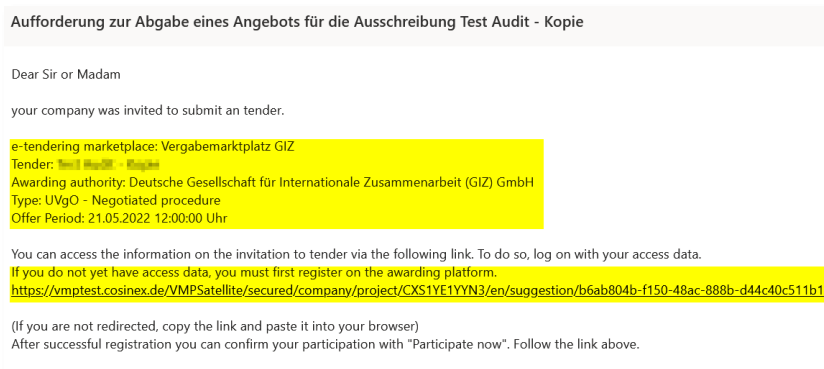 Aufforderung zur Abgabe eines Angebots für die Ausschreibung Test Audit - Kopie
Dear Sir or Madam
your company was invited to submit an tender.
e-tendering marketplace: Vergabemarktplatz GIZ
Tender:
Awarding authority: Deutsche Gesellschaft für Internationale Zusammenarbeit (GIZ) GmbH
Type: UVgO - Negotiated procedure
Offer Period: 21.05.2022 12:00:00 Uhr
You can access the information on the invitation to tender via the following link. To do so, log on with your access data.
If you do not yet have access data, you must first register on the awarding platform.
https://vmptest.cosinex.de/VMPSatellite/secured/company/project/CXS1YE1YYN3/en/suggestion/b6ab804b-f150-48ac-888b-d44c40c511b1
(If you are not redirected, copy the link and paste it into your browser)
After successful registration you can confirm your participation with "Participate now". Follow the link above.